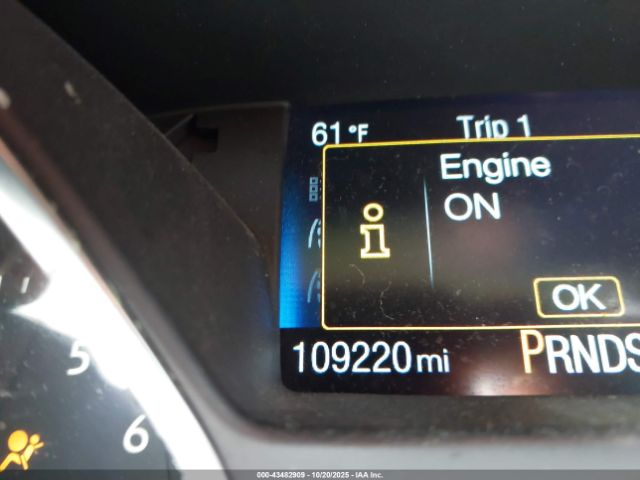 61°F Trip 1
Engine
ON
OK
109220 mi PRNDS
5
6
000-43482909 - 10/20/2025 - IAA Inc.